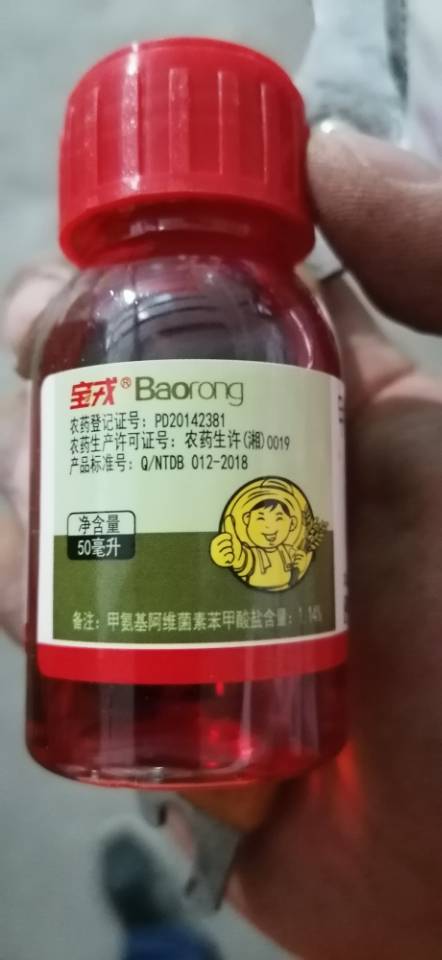 宝戎® Baorong
农药登记证号：PD20142381
农药生产许可证号：农药生许(湘)0019
产品标准号：Q/NTDB 012-2018
净含量
50毫升
备注：甲氨基阿维菌素苯甲酸盐含量：1.14%